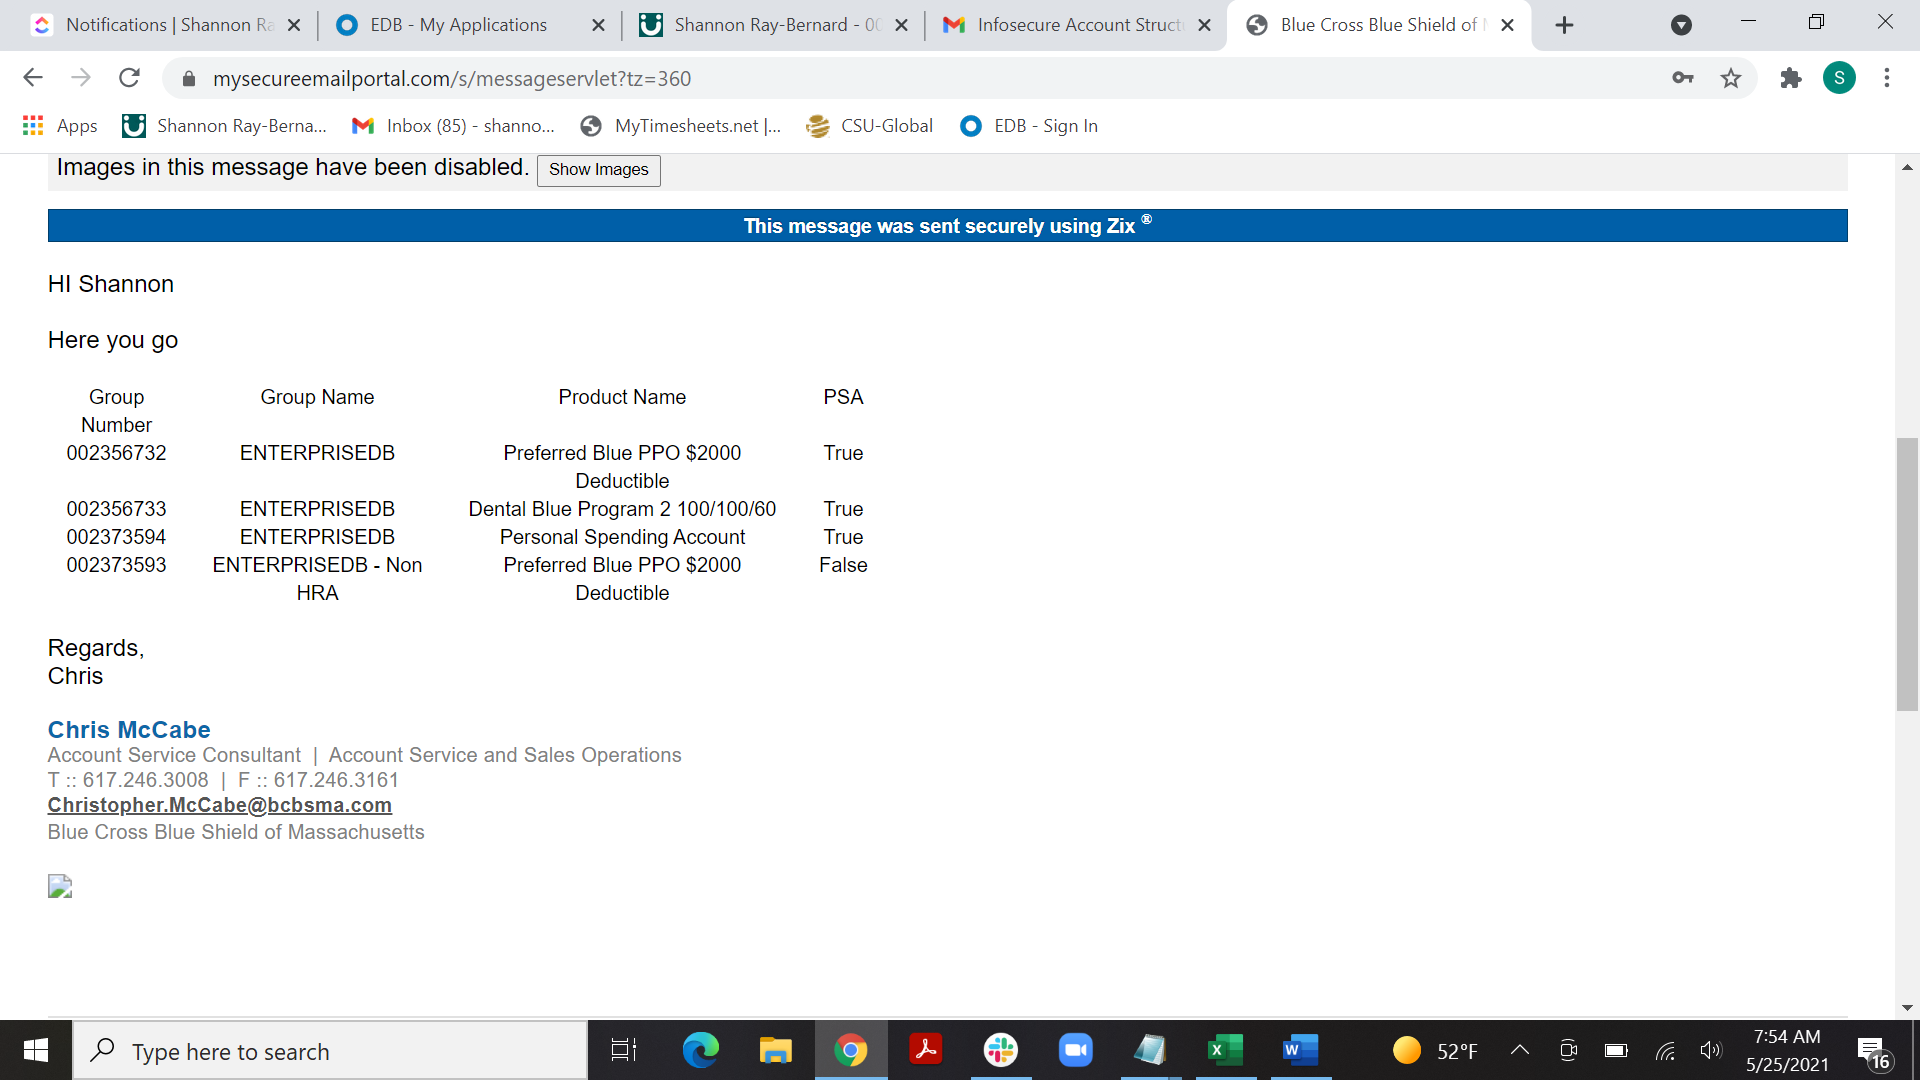 Notifications | Shannon Ra
EDB - My Applications
Shannon Ray-Bernard - 00
Infosecure Account Struct
Blue Cross Blue Shield of
mysecureemailportal.com/s/messageservlet?tz=360
S
Apps
Shannon Ray-Berna...
Inbox (85) - shanno...
MyTimesheets.net |...
CSU-Global
EDB - Sign In
Images in this message have been disabled. Show Images
This message was sent securely using Zix ®
HI Shannon
Here you go
Group Group Name Product Name PSA
Number
002356732 ENTERPRISEDB Preferred Blue PPO $2000 True
Deductible
002356733 ENTERPRISEDB Dental Blue Program 2 100/100/60 True
002373594 ENTERPRISEDB Personal Spending Account True
002373593 ENTERPRISEDB - Non Preferred Blue PPO $2000 False
HRA Deductible
Regards,
Chris
Chris McCabe
Account Service Consultant | Account Service and Sales Operations
T :: 617.246.3008 | F :: 617.246.3161
Christopher.McCabe@bcbsma.com
Blue Cross Blue Shield of Massachusetts
Type here to search
52°F
7:54 AM
5/25/2021
16